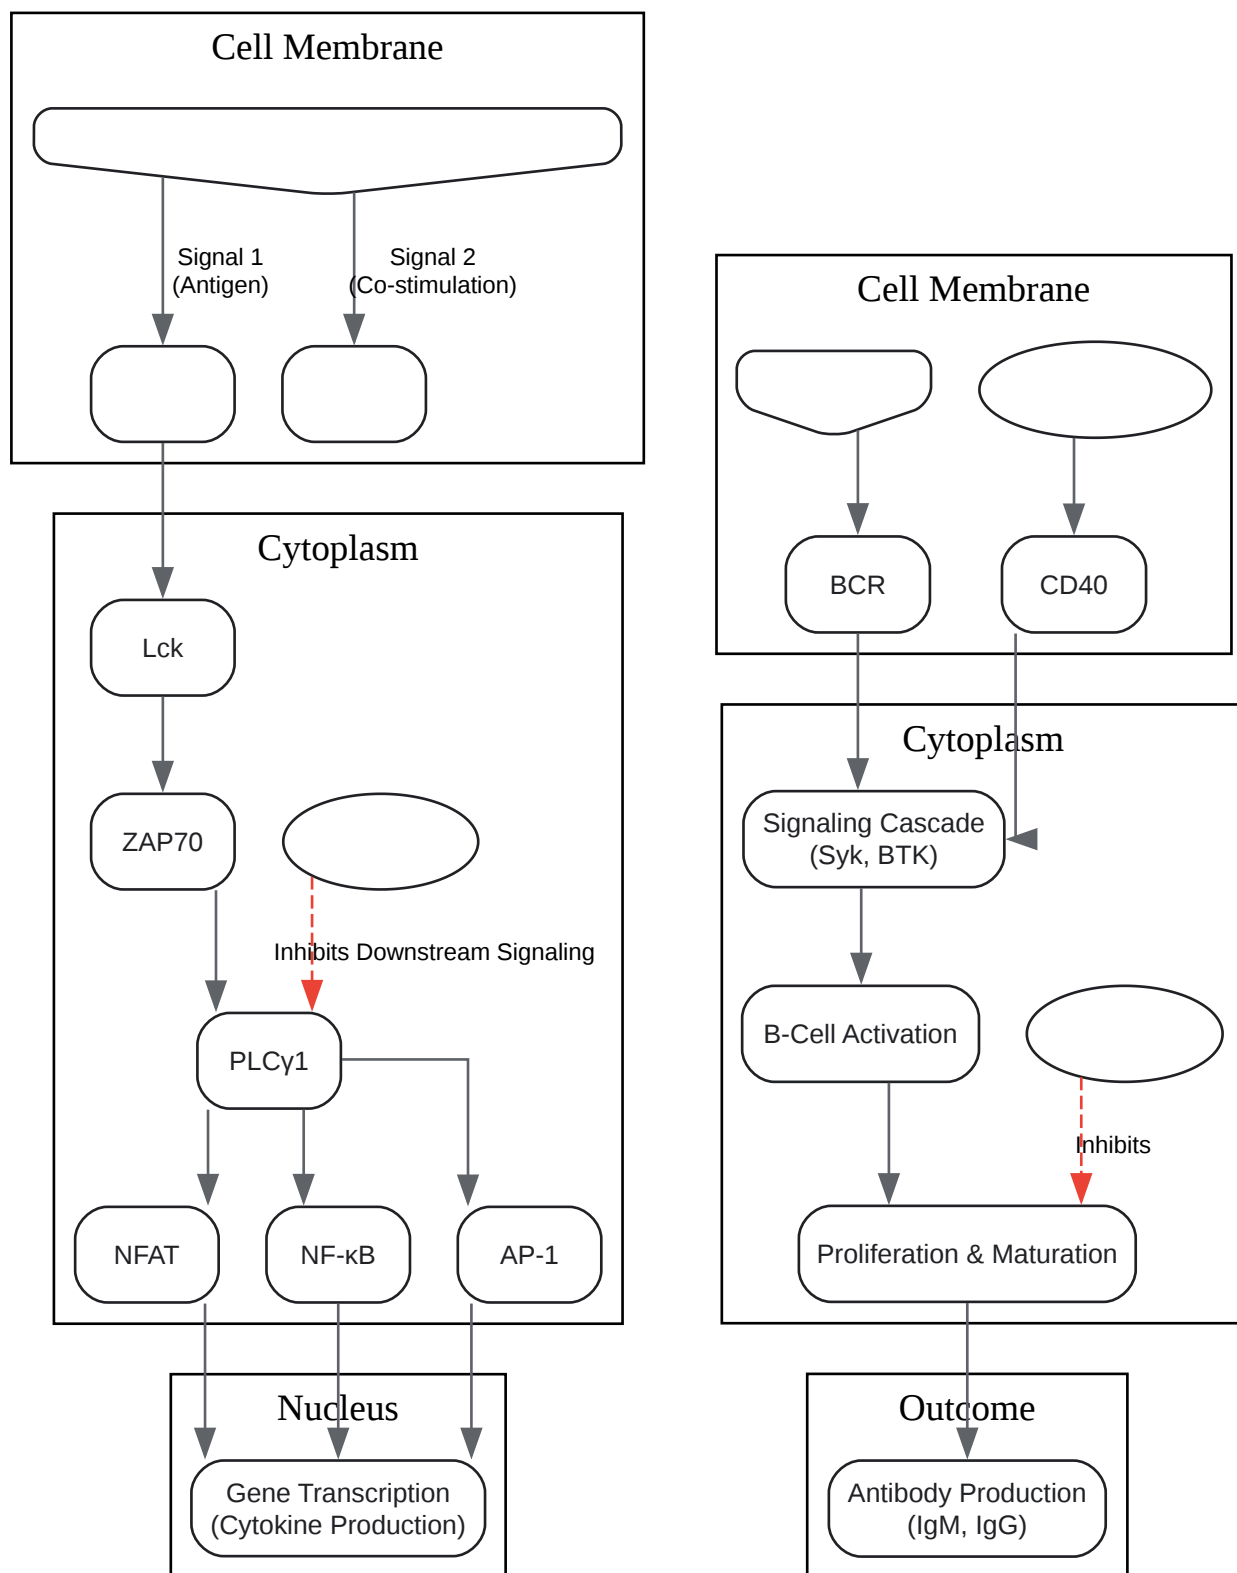 Cell Membrane
Signal 1
(Antigen)
Signal 2
(Co-stimulation)
Cytoplasm
Lck
ZAP70
Inhibits Downstream Signaling
PLCγ1
NFAT
NF-κB
AP-1
Nucleus
Gene Transcription
(Cytokine Production)
Cell Membrane
BCR
CD40
Cytoplasm
Signaling Cascade
(Syk, BTK)
B-Cell Activation
Inhibits
Proliferation & Maturation
Outcome
Antibody Production
(IgM, IgG)